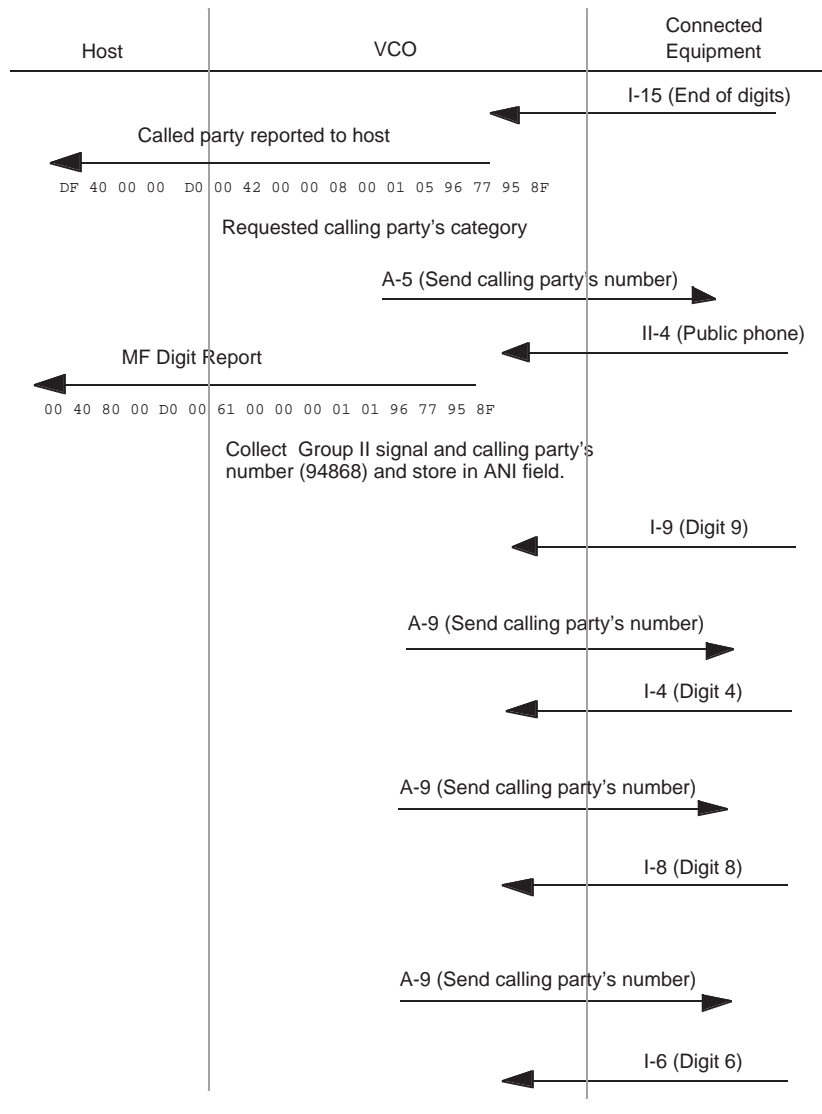 Host
VCO
Connected
Equipment
I-15 (End of digits)
Called party reported to host
DF 40 00 00 D0 00 42 00 00 08 00 01 05 96 77 95 8F
Requested calling party's category
A-5 (Send calling party's number)
II-4 (Public phone)
MF Digit Report
00 40 80 00 D0 00 61 00 00 00 01 01 96 77 95 8F
Collect Group II signal and calling party's
number (94868) and store in ANI field.
I-9 (Digit 9)
A-9 (Send calling party's number)
I-4 (Digit 4)
A-9 (Send calling party's number)
I-8 (Digit 8)
A-9 (Send calling party's number)
I-6 (Digit 6)